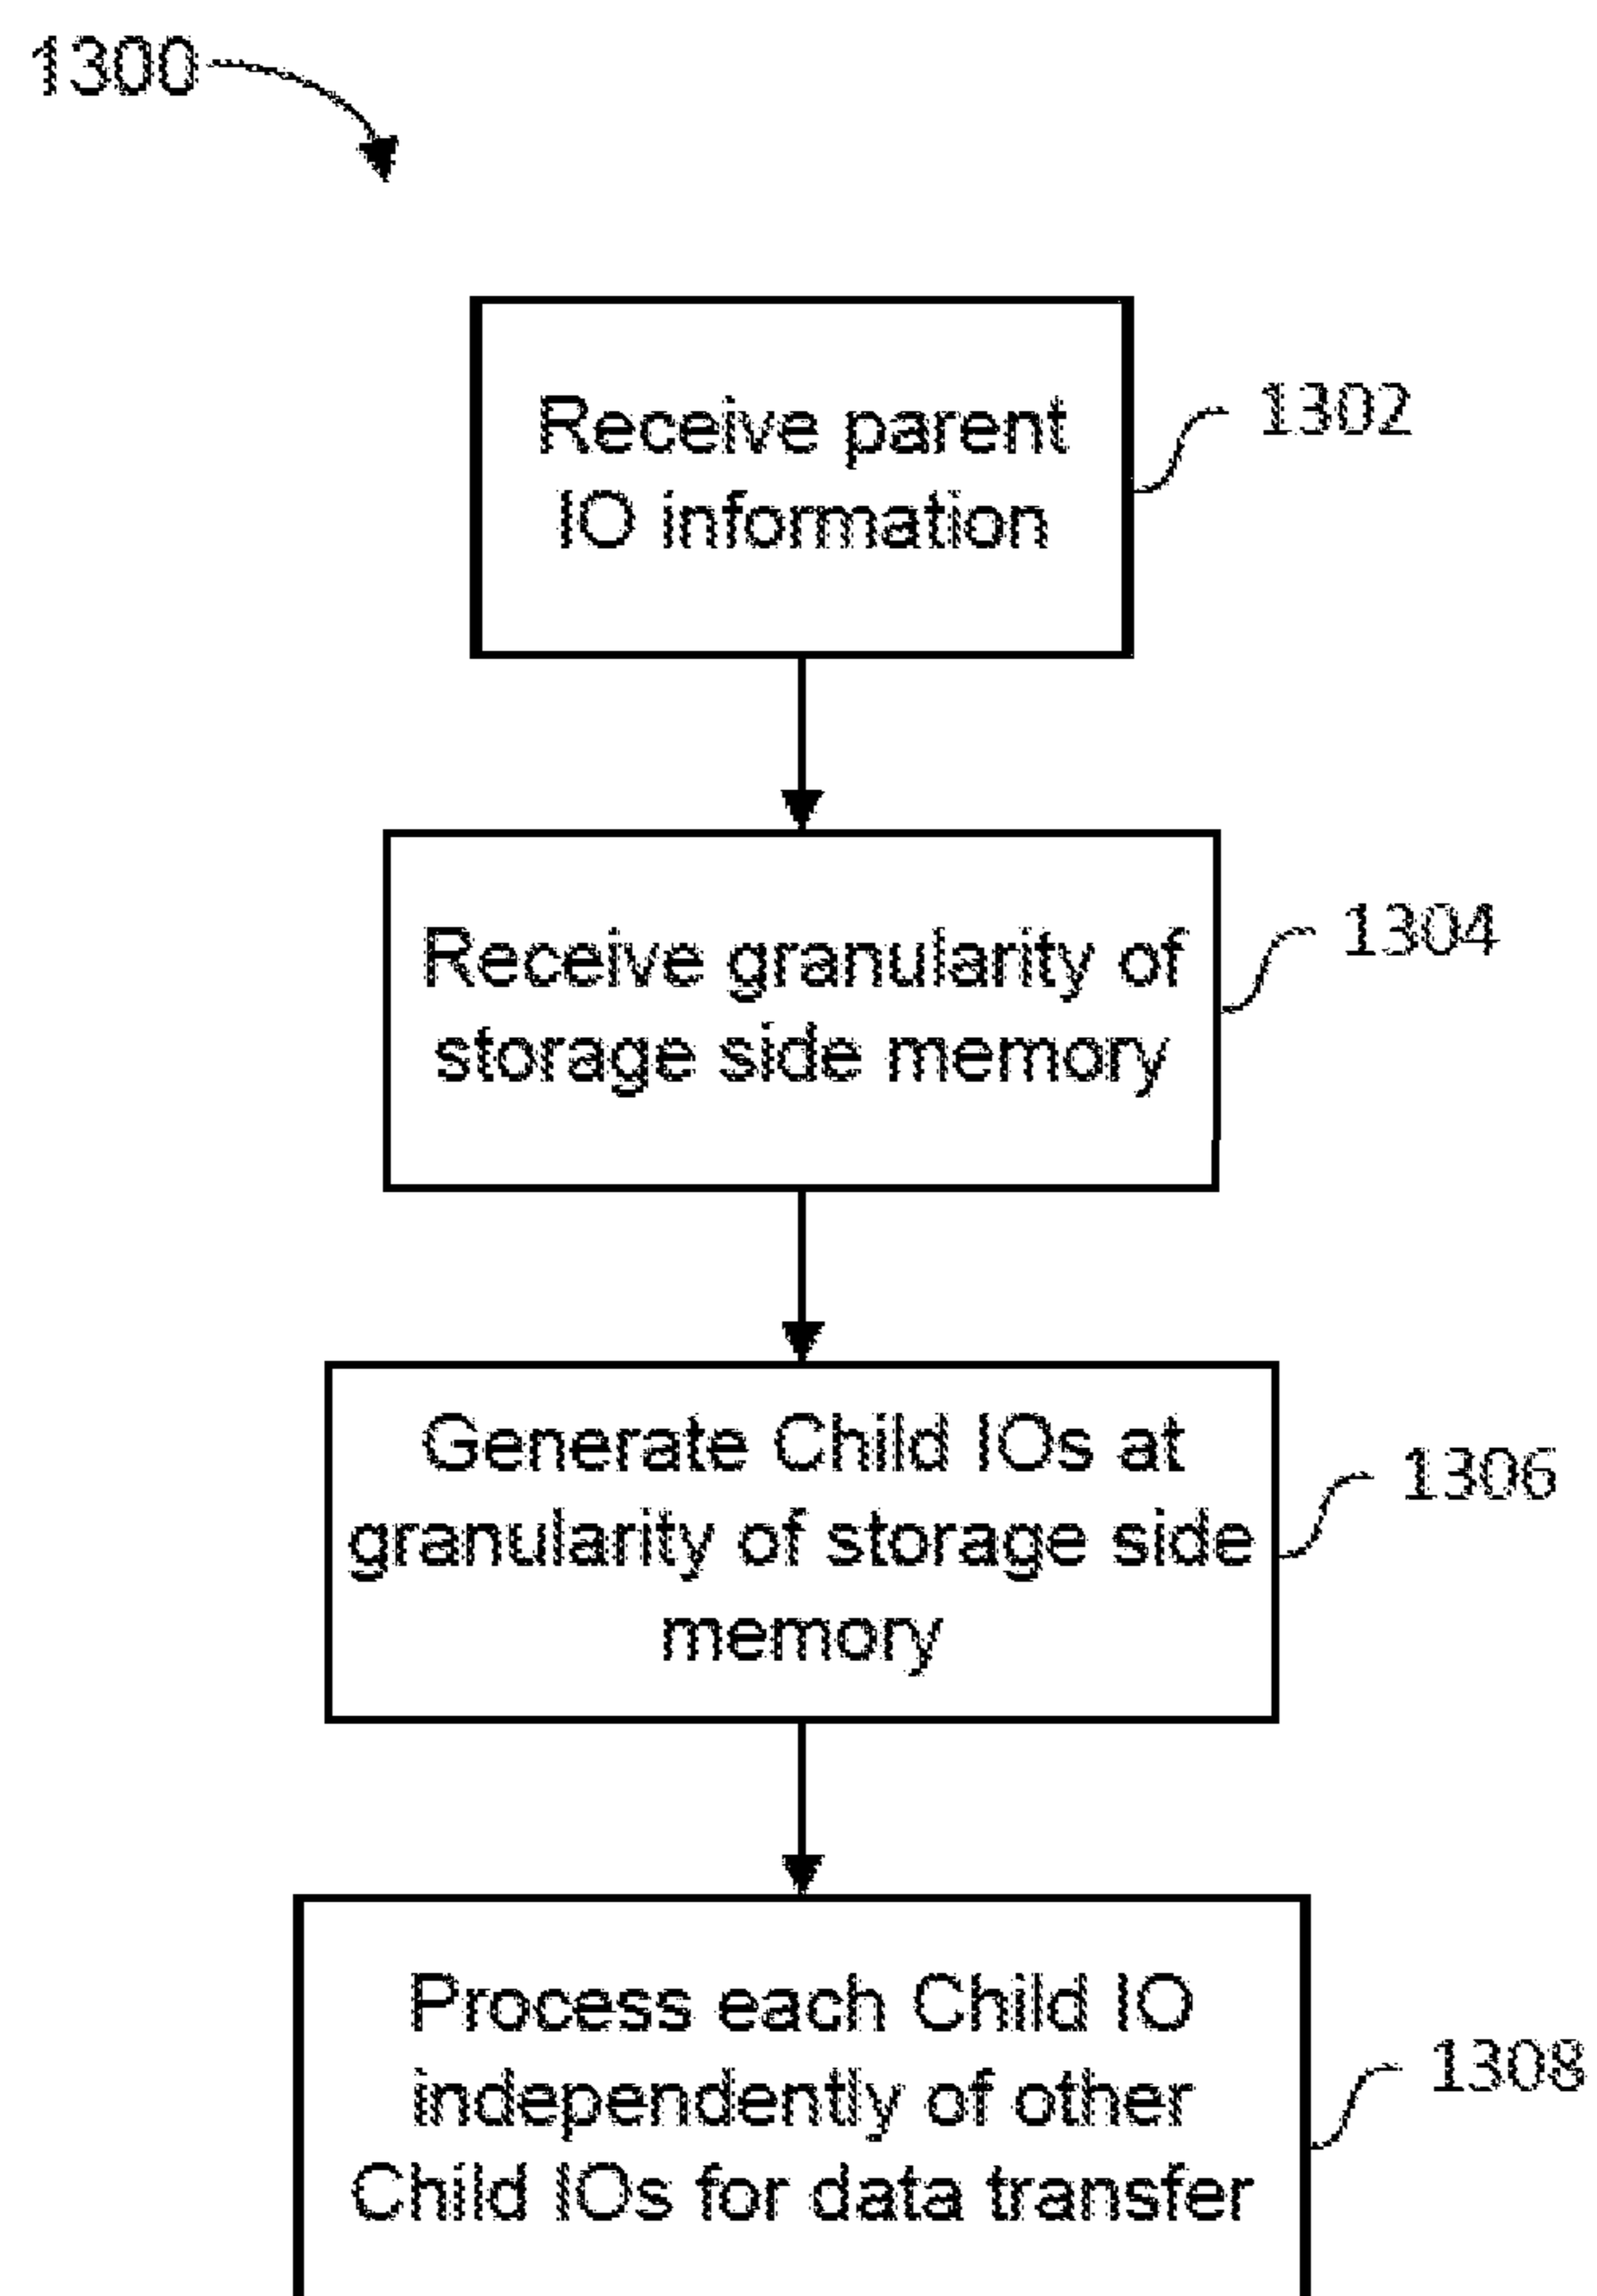 1300
Receive parent
IO information
1302
Receive granularity of
storage side memory
1304
Generate Child IOs at
granularity of storage side
memory
1306
Process each Child IO
independently of other
Child IOs for data transfer
1308